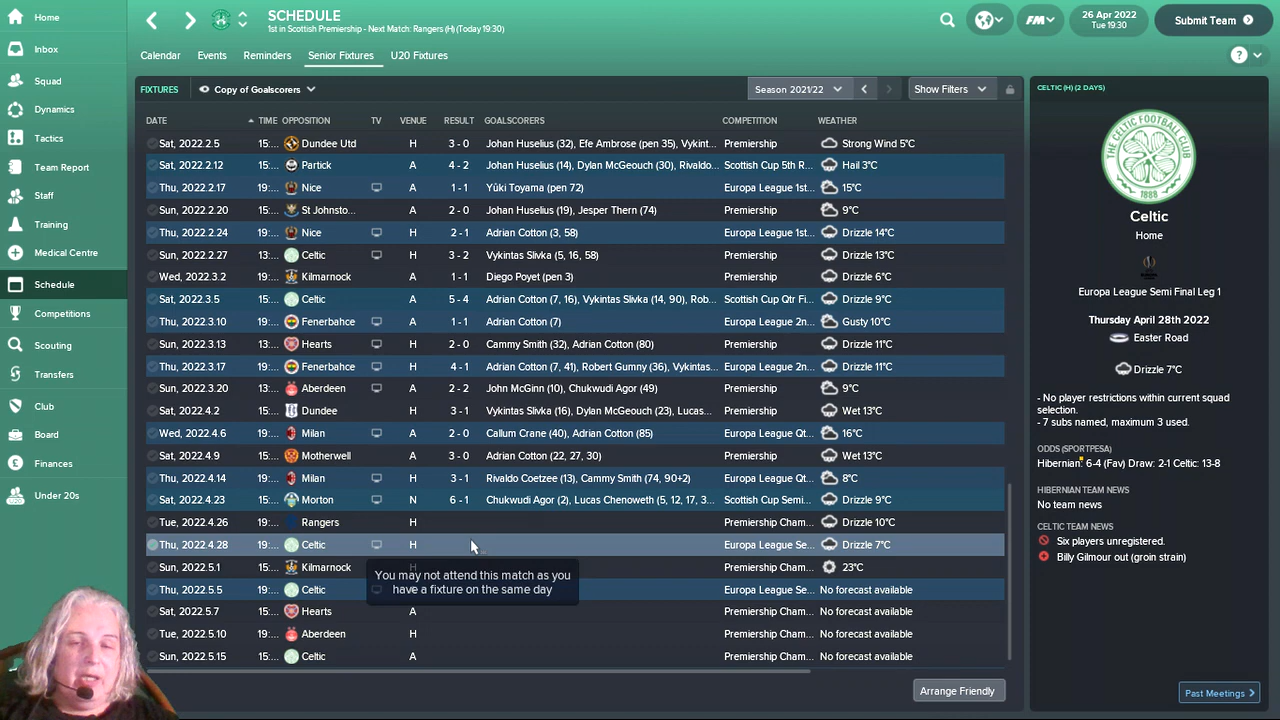 Home
Inbox
Squad
Dynamics
Tactics
Team Report
Staff
Training
Medical Centre
Schedule
Competitions
Scouting
Transfers
Club
Board
Finances
Under 20s
SCHEDULE
1st in Scottish Premiership - Next Match: Rangers (H) (Today 19:30)
FM
26 Apr 2022
Tue 19:30
Submit Team
Calendar Events Reminders Senior Fixtures U20 Fixtures
?
FIXTURES Copy of Goalscorers Season 2021/22 Show Filters
DATE TIME OPPOSITION TV VENUE RESULT GOALSCORERS COMPETITION WEATHER
Sat, 2022.2.5 15:... Dundee Utd H 3 - 0 Johan Huselius (32), Efe Ambrose (pen 35), Vykint... Premiership Strong Wind 5°C
Sat, 2022.2.12 15:... Partick A 4 - 2 Johan Huselius (14), Dylan McGeouch (30), Rivaldo... Scottish Cup 5th R... Hail 3°C
Thu, 2022.2.17 19:... Nice A 1 - 1 Yūki Toyama (pen 72) Europa League 1st... 15°C
Sun, 2022.2.20 15:... St Johnsto... A 2 - 0 Johan Huselius (19), Jesper Thern (74) Premiership 9°C
Thu, 2022.2.24 19:... Nice H 2 - 1 Adrian Cotton (3, 58) Europa League 1st... Drizzle 14°C
Sun, 2022.2.27 13:... Celtic H 3 - 2 Vykintas Slivka (5, 16, 58) Premiership Drizzle 13°C
Wed, 2022.3.2 19:... Kilmarnock A 1 - 1 Diego Poyet (pen 3) Premiership Drizzle 6°C
Sat, 2022.3.5 15:... Celtic A 5 - 4 Adrian Cotton (7, 16), Vykintas Slivka (14, 90), Rob... Scottish Cup Qtr Fi... Drizzle 9°C
Thu, 2022.3.10 19:... Fenerbahce A 1 - 1 Adrian Cotton (7) Europa League 2n... Gusty 10°C
Sun, 2022.3.13 13:... Hearts H 2 - 0 Cammy Smith (32), Adrian Cotton (80) Premiership Drizzle 11°C
Thu, 2022.3.17 19:... Fenerbahce H 4 - 1 Adrian Cotton (7, 41), Robert Gumny (36), Vykintas... Europa League 2n... Drizzle 11°C
Sun, 2022.3.20 13:... Aberdeen A 2 - 2 John McGinn (10), Chukwudi Agor (49) Premiership 9°C
Sat, 2022.4.2 15:... Dundee H 3 - 1 Vykintas Slivka (16), Dylan McGeouch (23), Lucas... Premiership Wet 13°C
Wed, 2022.4.6 19:... Milan A 2 - 0 Callum Crane (40), Adrian Cotton (85) Europa League Qt... 16°C
Sat, 2022.4.9 15:... Motherwell A 3 - 0 Adrian Cotton (22, 27, 30) Premiership Wet 13°C
Thu, 2022.4.14 19:... Milan H 3 - 1 Rivaldo Coetzee (13), Cammy Smith (74, 90+2) Europa League Qt... 8°C
Sat, 2022.4.23 15:... Morton N 6 - 1 Chukwudi Agor (2), Lucas Chenoweth (5, 12, 17, 3... Scottish Cup Semi... Drizzle 9°C
Tue, 2022.4.26 19:... Rangers H Premiership Cham... Drizzle 10°C
Thu, 2022.4.28 19:... Celtic H Europa League Se... Drizzle 7°C
Sun, 2022.5.1 15:... Kilmarnock H Premiership Cham... 23°C
Thu, 2022.5.5 19:... Celtic Europa League Se... No forecast available
Sat, 2022.5.7 15:... Hearts A Premiership Cham... No forecast available
Tue, 2022.5.10 19:... Aberdeen H Premiership Cham... No forecast available
Sun, 2022.5.15 15:... Celtic A Premiership Cham... No forecast available
You may not attend this match as you
have a fixture on the same day
Arrange Friendly
CELTIC (H) (2 DAYS)
THE CELTIC FOOTBALL CLUB
1888
Celtic
Home
Europa League Semi Final Leg 1
Thursday April 28th 2022
Easter Road
Drizzle 7°C
- No player restrictions within current squad
selection.
- 7 subs named, maximum 3 used.
ODDS (SPORTPESA)
Hibernian: 6-4 (Fav) Draw: 2-1 Celtic: 13-8
HIBERNIAN TEAM NEWS
No team news
CELTIC TEAM NEWS
Six players unregistered.
Billy Gilmour out (groin strain)
Past Meetings